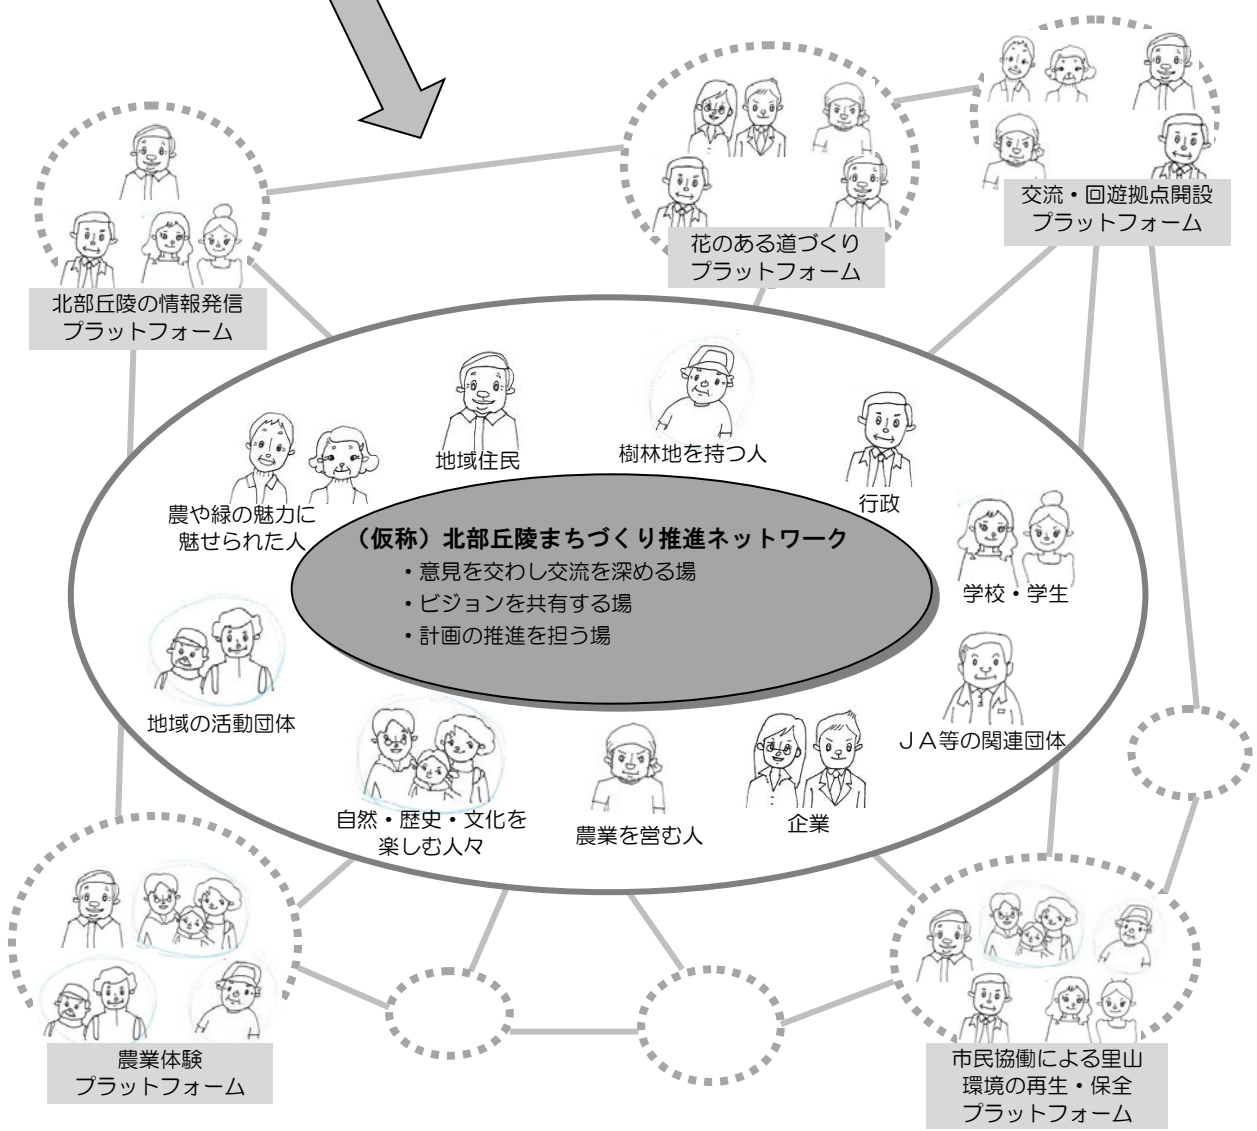 交流・回遊拠点開設
プラットフォーム
花のある道づくり
プラットフォーム
北部丘陵の情報発信
プラットフォーム
地域住民
樹林地を持つ人
行政
農や緑の魅力に
魅せられた人
（仮称）北部丘陵まちづくり推進ネットワーク
・意見を交わし交流を深める場
・ビジョンを共有する場
・計画の推進を担う場
学校・学生
地域の活動団体
ＪＡ等の関連団体
自然・歴史・文化を
楽しむ人々
農業を営む人
企業
農業体験
プラットフォーム
市民協働による里山
環境の再生・保全
プラットフォーム